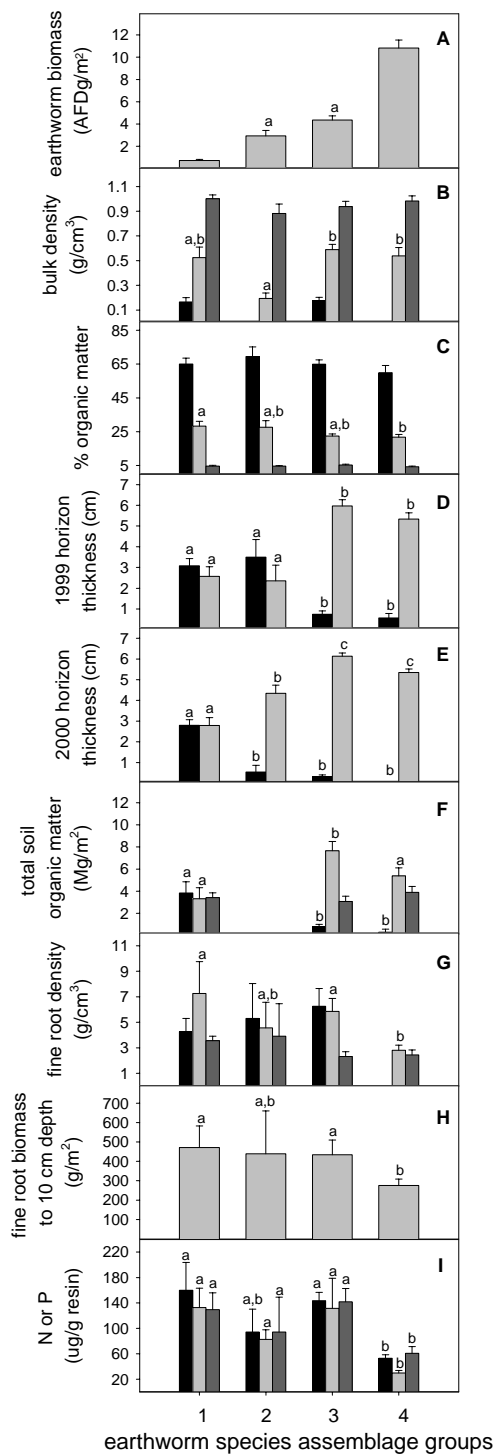 earthworm biomass
(AFDg/m²)
12
10
8
6
4
2
A
a
a
bulk density
(g/cm³)
1.1
0.9
0.7
0.5
0.3
0.1
B
a,b
a
b
b
% organic matter
85
65
45
25
5
C
a
a,b
a,b
b
1999 horizon
thickness (cm)
7
6
5
4
3
2
1
D
a
a
a
a
b
b
b
b
2000 horizon
thickness (cm)
7
6
5
4
3
2
1
E
a
a
b
b
b
c
b
c
total soil
organic matter
(Mg/m²)
12
10
8
6
4
2
F
a
a
b
b
b
a
fine root density
(g/cm³)
11
9
7
5
3
1
G
a
a,b
a
b
fine root biomass
to 10 cm depth
(g/m²)
700
600
500
400
300
200
100
H
a
a,b
a
b
N or P
(ug/g resin)
220
180
140
100
60
20
I
a
a
a
a,b
a
a
a
a
a
b
b
b
1 2 3 4
earthworm species assemblage groups